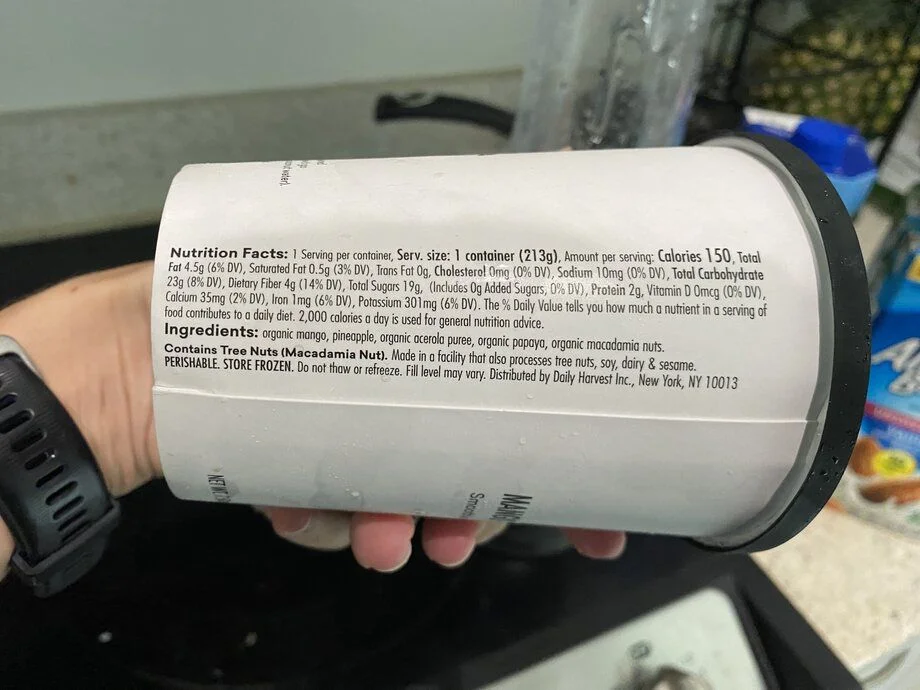 Nutrition Facts: 1 Serving per container, Serv. size: 1 container (213g), Amount per serving: Calories 150, Total
Fat 4.5g (6% DV), Saturated Fat 0.5g (3% DV), Trans Fat 0g, Cholesterol 0mg (0% DV), Sodium 10mg (0% DV), Total Carbohydrate
23g (8% DV), Dietary Fiber 4g (14% DV), Total Sugars 19g, (Includes 0g Added Sugars, 0% DV), Protein 2g, Vitamin D 0mcg (0% DV),
Calcium 35mg (2% DV), Iron 1mg (6% DV), Potassium 301mg (6% DV). The % Daily Value tells you how much a nutrient in a serving of
food contributes to a daily diet. 2,000 calories a day is used for general nutrition advice.
Ingredients: organic mango, pineapple, organic acerola puree, organic papaya, organic macadamia nuts.
Contains Tree Nuts (Macadamia Nut). Made in a facility that also processes tree nuts, soy, dairy & sesame.
PERISHABLE. STORE FROZEN. Do not thaw or refreeze. Fill level may vary. Distributed by Daily Harvest Inc., New York, NY 10013
NET WT